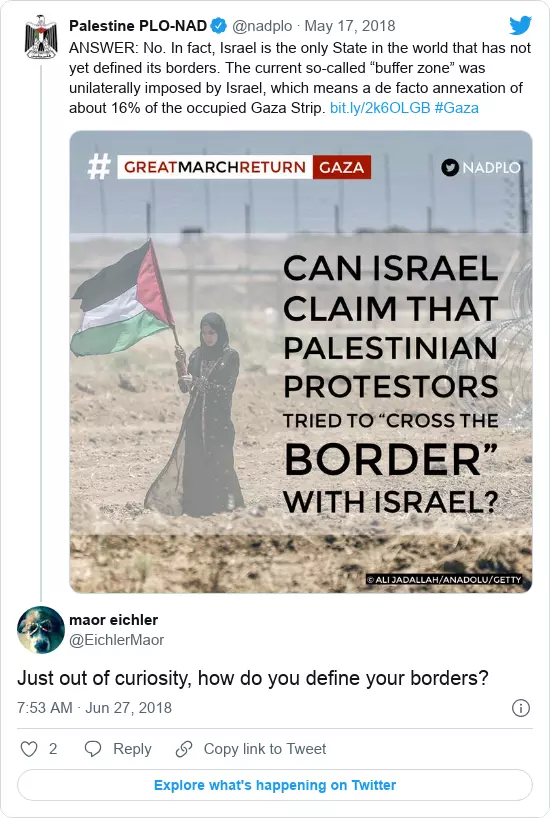 Palestine PLO-NAD @nadplo · May 17, 2018
ANSWER: No. In fact, Israel is the only State in the world that has not
yet defined its borders. The current so-called “buffer zone” was
unilaterally imposed by Israel, which means a de facto annexation of
about 16% of the occupied Gaza Strip. bit.ly/2k6OLGB #Gaza
# GREATMARCHRETURN GAZA
NADPLO
CAN ISRAEL
CLAIM THAT
PALESTINIAN
PROTESTORS
TRIED TO “CROSS THE
BORDER”
WITH ISRAEL?
© ALI JADALLAH/ANADOLU/GETTY
maor eichler
@EichlerMaor
Just out of curiosity, how do you define your borders?
7:53 AM · Jun 27, 2018
2 Reply Copy link to Tweet
Explore what's happening on Twitter